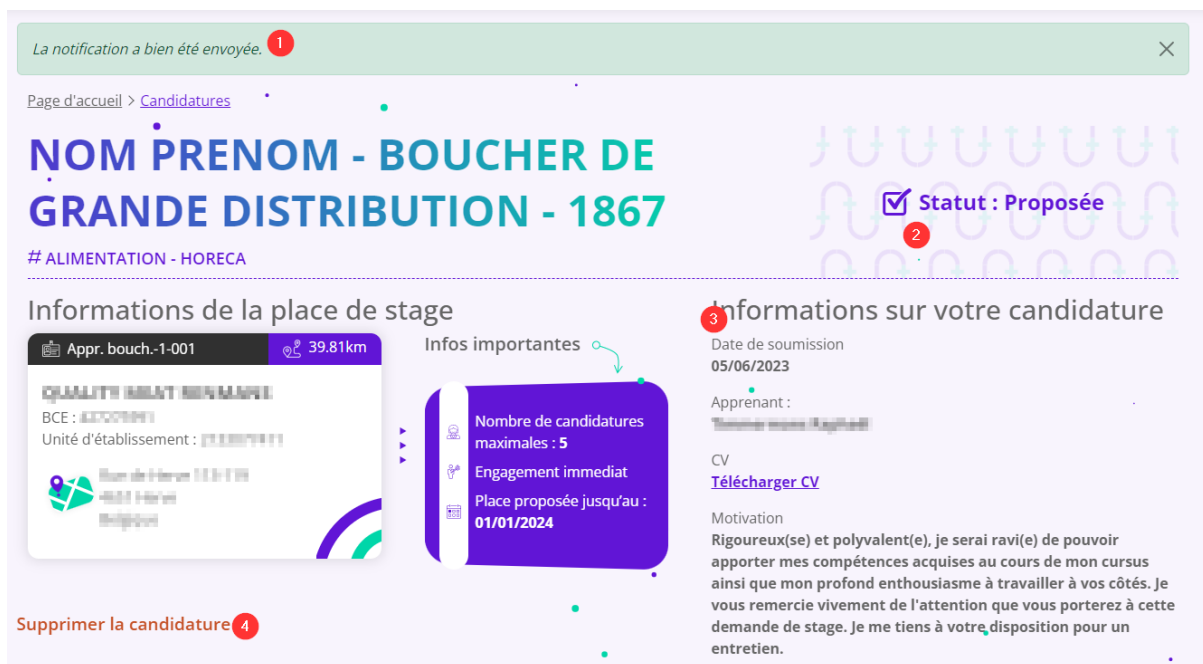 La notification a bien été envoyée. 1
Page d'accueil > Candidatures
NOM PRENOM - BOUCHER DE
GRANDE DISTRIBUTION - 1867
# ALIMENTATION - HORECA
Statut : Proposée
2
Informations de la place de stage
Appr. bouch.-1-001
39.81km
BCE :
Unité d'établissement :
Infos importantes
Nombre de candidatures
maximales : 5
Engagement immediat
Place proposée jusqu'au :
01/01/2024
Supprimer la candidature 4
3
Informations sur votre candidature
Date de soumission
05/06/2023
Apprenant :
CV
Télécharger CV
Motivation
Rigoureux(se) et polyvalent(e), je serai ravi(e) de pouvoir
apporter mes compétences acquises au cours de mon cursus
ainsi que mon profond enthousiasme à travailler à vos côtés. Je
vous remercie vivement de l'attention que vous porterez à cette
demande de stage. Je me tiens à votre disposition pour un
entretien.